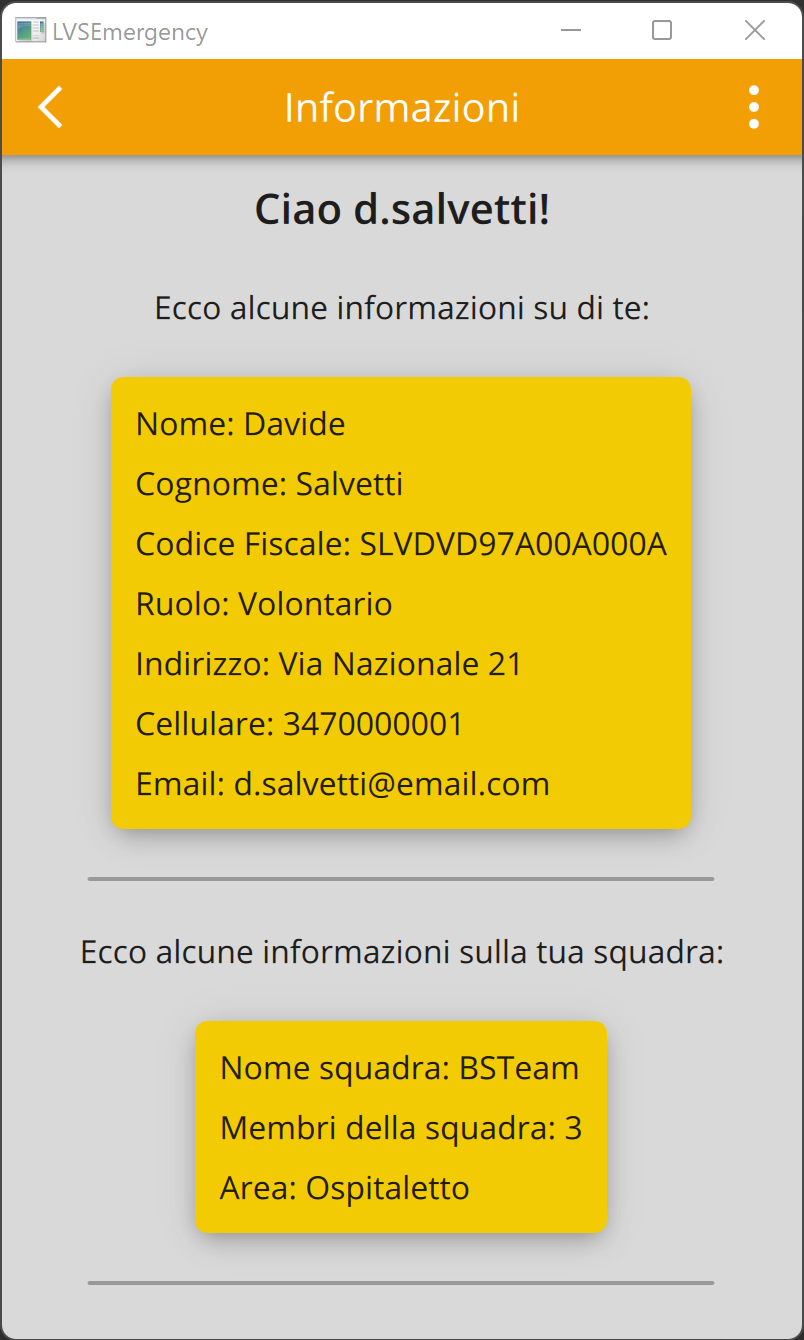 LVSEmergency
Informazioni
Ciao d.salvetti!
Ecco alcune informazioni su di te:
Nome: Davide
Cognome: Salvetti
Codice Fiscale: SLVDVD97A00A000A
Ruolo: Volontario
Indirizzo: Via Nazionale 21
Cellulare: 3470000001
Email: d.salvetti@email.com
Ecco alcune informazioni sulla tua squadra:
Nome squadra: BSTeam
Membri della squadra: 3
Area: Ospitaletto